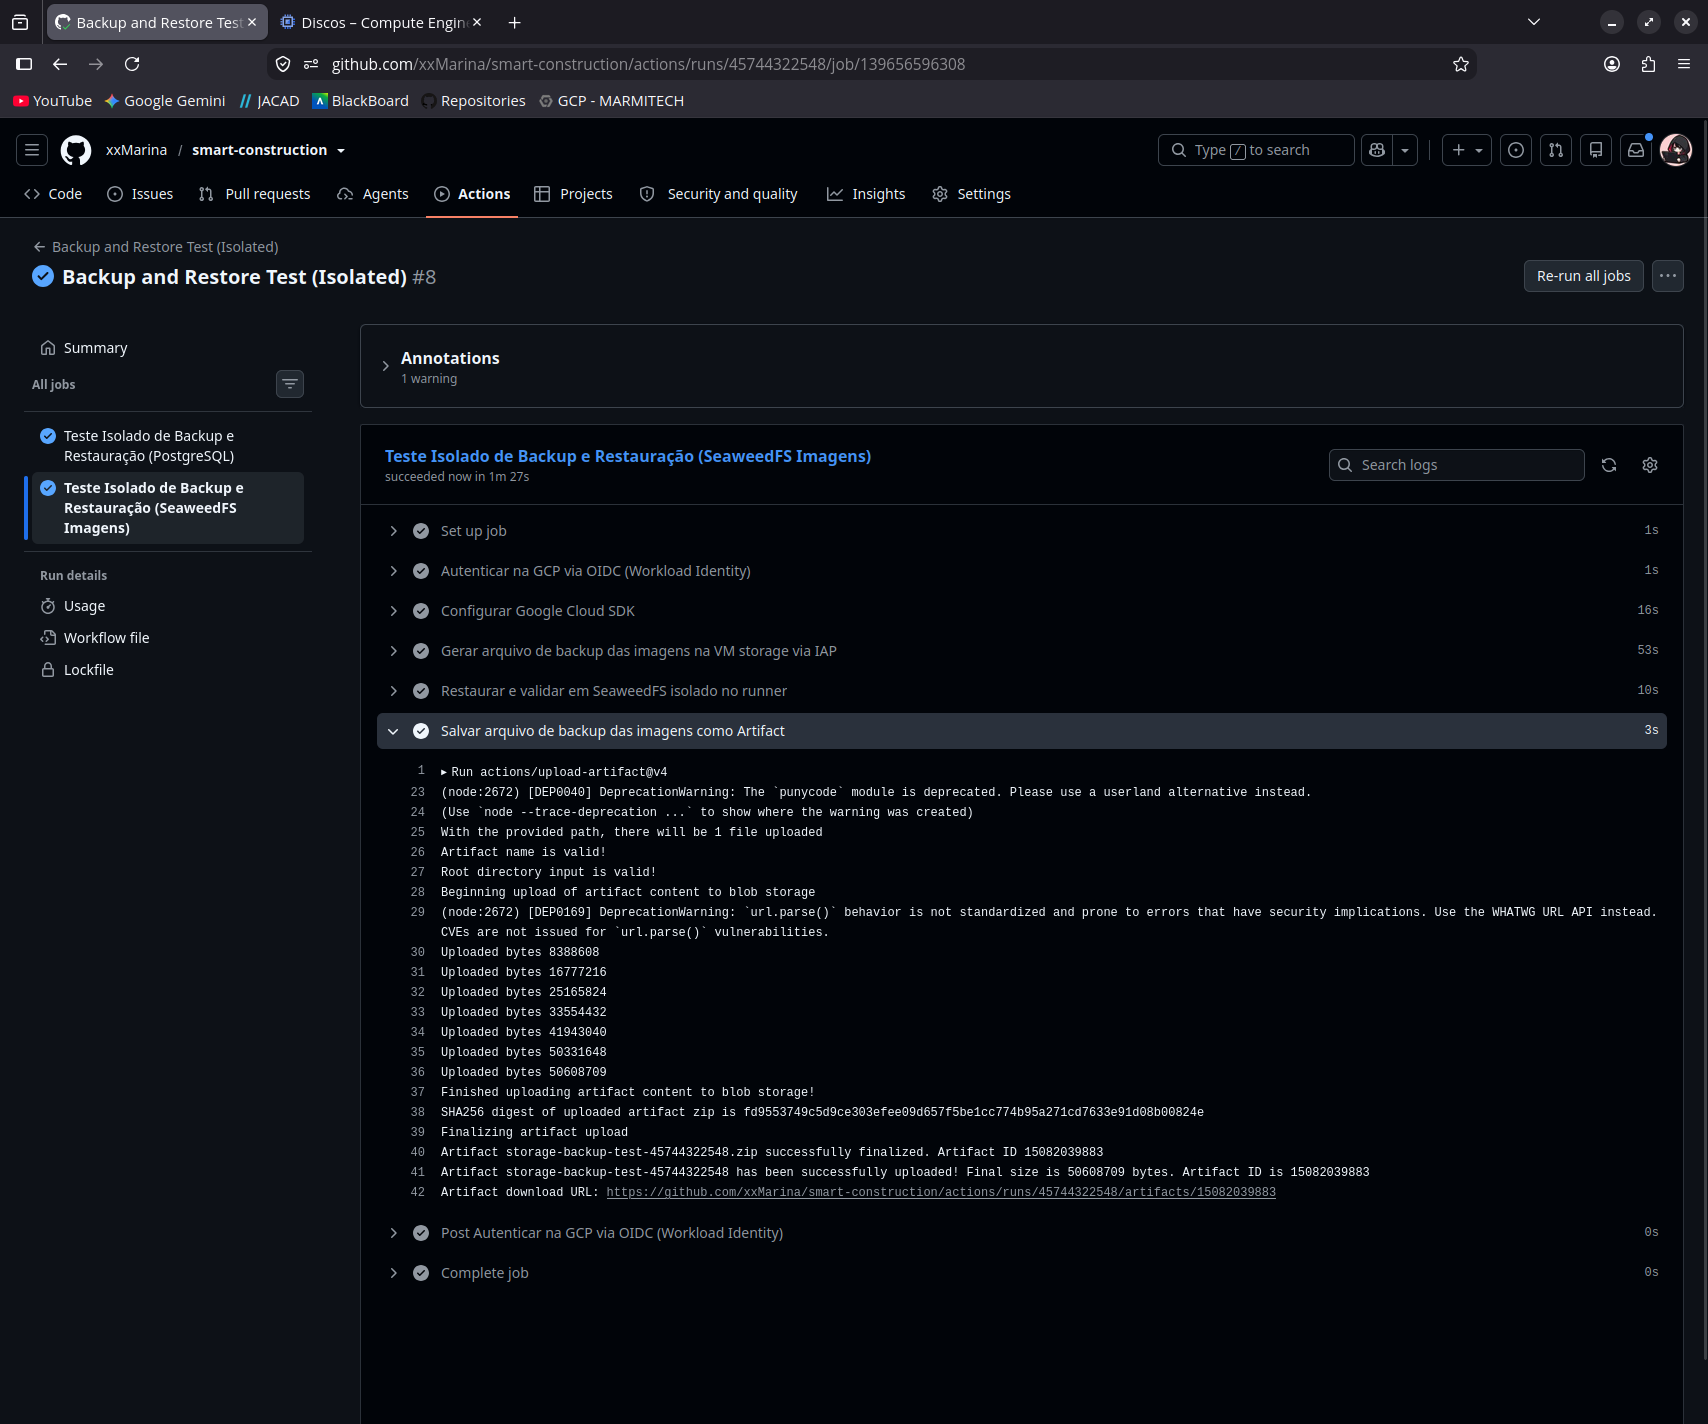 Backup and Restore Test
Discos – Compute Engin
github.com/xxMarina/smart-construction/actions/runs/45744322548/job/139656596308
YouTube
Google Gemini
JACAD
BlackBoard
Repositories
GCP - MARMITECH
xxMarina / smart-construction
Type / to search
Code
Issues
Pull requests
Agents
Actions
Projects
Security and quality
Insights
Settings
Backup and Restore Test (Isolated)
Backup and Restore Test (Isolated) #8
Re-run all jobs
Summary
All jobs
Teste Isolado de Backup e
Restauração (PostgreSQL)
Teste Isolado de Backup e
Restauração (SeaweedFS
Imagens)
Run details
Usage
Workflow file
Lockfile
Annotations
1 warning
Teste Isolado de Backup e Restauração (SeaweedFS Imagens)
succeeded now in 1m 27s
Search logs
Set up job 1s
Autenticar na GCP via OIDC (Workload Identity) 1s
Configurar Google Cloud SDK 16s
Gerar arquivo de backup das imagens na VM storage via IAP 53s
Restaurar e validar em SeaweedFS isolado no runner 10s
Salvar arquivo de backup das imagens como Artifact 3s
1 Run actions/upload-artifact@v4
23 (node:2672) [DEP0040] DeprecationWarning: The `punycode` module is deprecated. Please use a userland alternative instead.
24 (Use `node --trace-deprecation ...` to show where the warning was created)
25 With the provided path, there will be 1 file uploaded
26 Artifact name is valid!
27 Root directory input is valid!
28 Beginning upload of artifact content to blob storage
29 (node:2672) [DEP0169] DeprecationWarning: `url.parse()` behavior is not standardized and prone to errors that have security implications. Use the WHATWG URL API instead.
CVEs are not issued for `url.parse()` vulnerabilities.
30 Uploaded bytes 8388608
31 Uploaded bytes 16777216
32 Uploaded bytes 25165824
33 Uploaded bytes 33554432
34 Uploaded bytes 41943040
35 Uploaded bytes 50331648
36 Uploaded bytes 50608709
37 Finished uploading artifact content to blob storage!
38 SHA256 digest of uploaded artifact zip is fd9553749c5d9ce303efee09d657f5be1cc774b95a271cd7633e91d08b00824e
39 Finalizing artifact upload
40 Artifact storage-backup-test-45744322548.zip successfully finalized. Artifact ID 15082039883
41 Artifact storage-backup-test-45744322548 has been successfully uploaded! Final size is 50608709 bytes. Artifact ID is 15082039883
42 Artifact download URL: https://github.com/xxMarina/smart-construction/actions/runs/45744322548/artifacts/15082039883
Post Autenticar na GCP via OIDC (Workload Identity) 0s
Complete job 0s